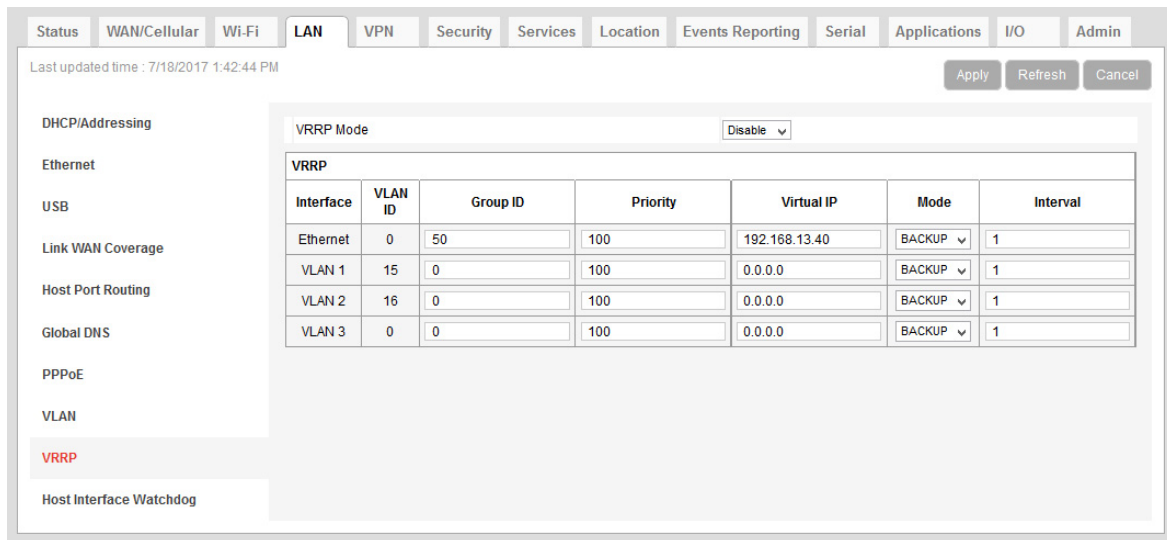 Status WAN/Cellular Wi-Fi LAN VPN Security Services Location Events Reporting Serial Applications I/O Admin
Last updated time : 7/18/2017 1:42:44 PM
Apply Refresh Cancel
DHCP/Addressing
Ethernet
USB
Link WAN Coverage
Host Port Routing
Global DNS
PPPoE
VLAN
VRRP
Host Interface Watchdog
VRRP Mode Disable
VRRP
Interface VLAN ID Group ID Priority Virtual IP Mode Interval
Ethernet 0 50 100 192.168.13.40 BACKUP 1
VLAN 1 15 0 100 0.0.0.0 BACKUP 1
VLAN 2 16 0 100 0.0.0.0 BACKUP 1
VLAN 3 0 0 100 0.0.0.0 BACKUP 1